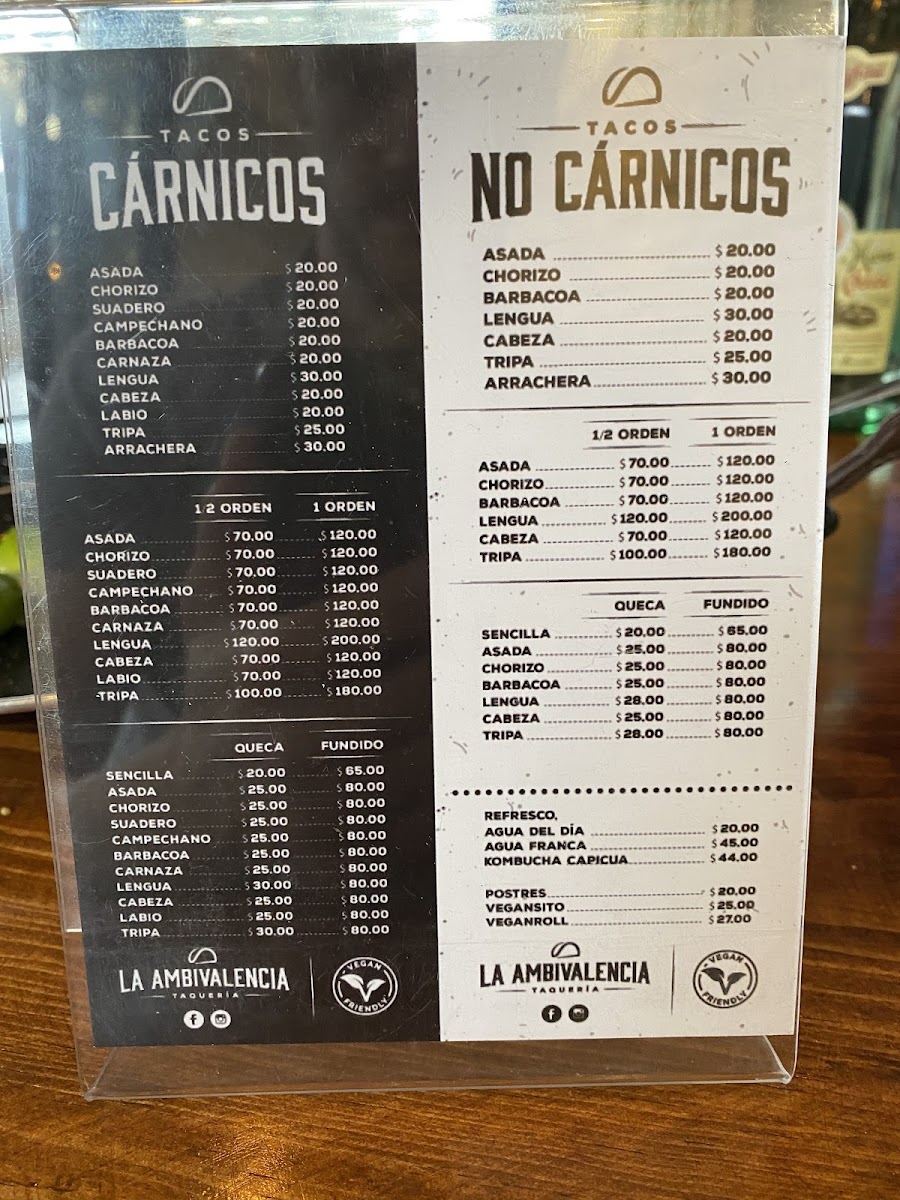 TACOS
CÁRNICOS
ASADA $20.00
CHORIZO $20.00
SUADERO $20.00
CAMPECHANO $20.00
BARBACOA $20.00
CARNAZA $20.00
LENGUA $30.00
CABEZA $20.00
LABIO $20.00
TRIPA $25.00
ARRACHERA $30.00
1/2 ORDEN 1 ORDEN
ASADA $70.00 $120.00
CHORIZO $70.00 $120.00
SUADERO $70.00 $120.00
CAMPECHANO $70.00 $120.00
BARBACOA $70.00 $120.00
CARNAZA $70.00 $120.00
LENGUA $120.00 $200.00
CABEZA $70.00 $120.00
LABIO $70.00 $120.00
TRIPA $100.00 $180.00
QUECA FUNDIDO
SENCILLA $20.00 $65.00
ASADA $25.00 $80.00
CHORIZO $25.00 $80.00
SUADERO $25.00 $80.00
CAMPECHANO $25.00 $80.00
BARBACOA $25.00 $80.00
CARNAZA $25.00 $80.00
LENGUA $30.00 $80.00
CABEZA $25.00 $80.00
LABIO $25.00 $80.00
TRIPA $30.00 $80.00
LA AMBIVALENCIA
TAQUERÍA
VEGAN FRIENDLY
TACOS
NO CÁRNICOS
ASADA $20.00
CHORIZO $20.00
BARBACOA $20.00
LENGUA $30.00
CABEZA $20.00
TRIPA $25.00
ARRACHERA $30.00
1/2 ORDEN 1 ORDEN
ASADA $70.00 $120.00
CHORIZO $70.00 $120.00
BARBACOA $70.00 $120.00
LENGUA $120.00 $200.00
CABEZA $70.00 $120.00
TRIPA $100.00 $180.00
QUECA FUNDIDO
SENCILLA $20.00 $65.00
ASADA $25.00 $80.00
CHORIZO $25.00 $80.00
BARBACOA $25.00 $80.00
LENGUA $28.00 $80.00
CABEZA $25.00 $80.00
TRIPA $28.00 $80.00
REFRESCO,
AGUA DEL DÍA $20.00
AGUA FRANCA $45.00
KOMBUCHA CAPICUA $44.00
POSTRES $20.00
VEGANSITO $25.00
VEGANROLL $27.00
LA AMBIVALENCIA
TAQUERÍA
VEGAN FRIENDLY